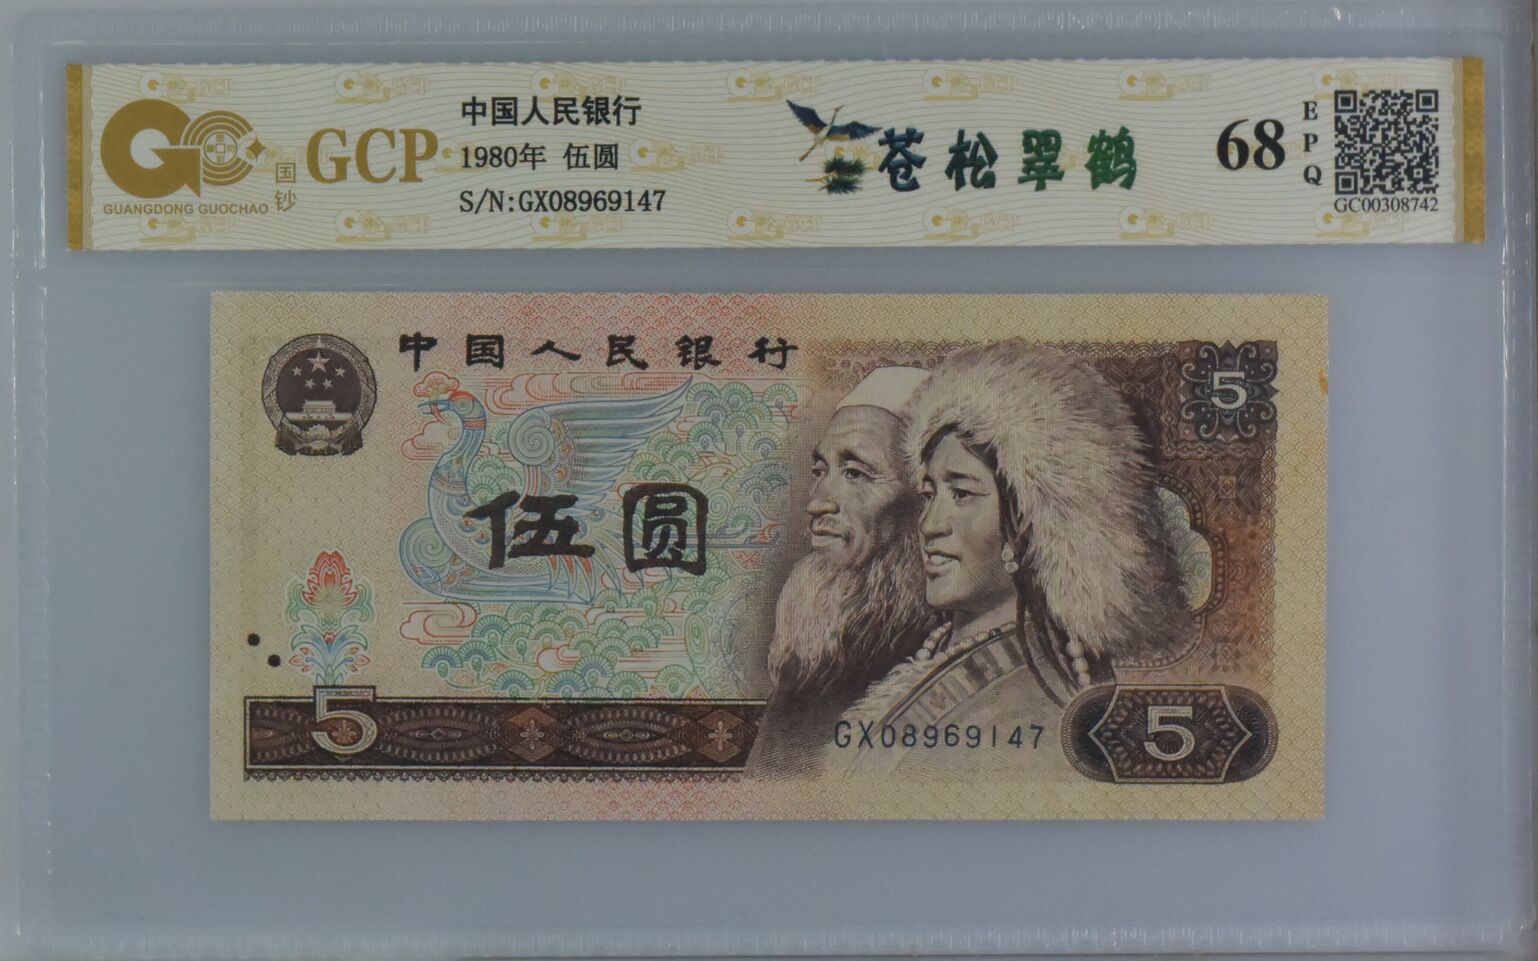 GCP
GUANGDONG GUOCHAO
国钞
中国人民银行
1980年 伍圆
S/N:GX08969147
苍松翠鹤
68
EPQ
GC00308742
中国人民银行
5
伍圆
5
GX08969147
5